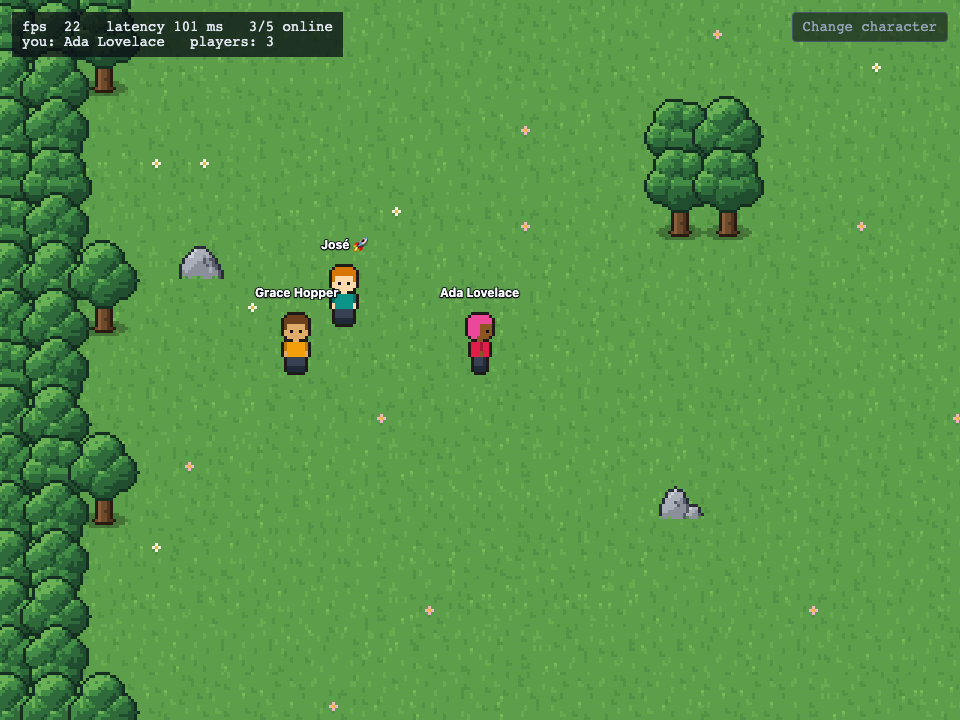 fps 22 latency 101 ms 3/5 online
you: Ada Lovelace players: 3
Change character
José 🚀
Grace Hopper
Ada Lovelace